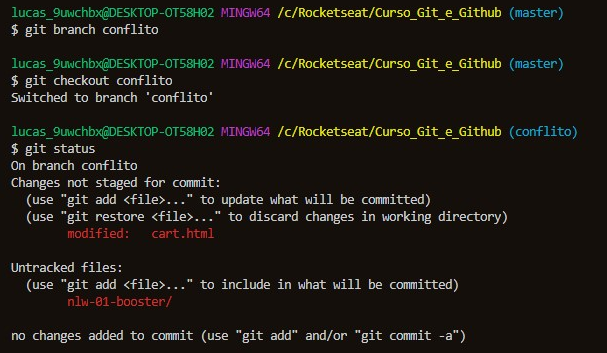 lucas_9uwchbx@DESKTOP-OT58H02 MINGW64 /c/Rocketseat/Curso_Git_e_Github (master)
$ git branch conflito
lucas_9uwchbx@DESKTOP-OT58H02 MINGW64 /c/Rocketseat/Curso_Git_e_Github (master)
$ git checkout conflito
Switched to branch 'conflito'
lucas_9uwchbx@DESKTOP-OT58H02 MINGW64 /c/Rocketseat/Curso_Git_e_Github (conflito)
$ git status
On branch conflito
Changes not staged for commit:
  (use "git add <file>..." to update what will be committed)
  (use "git restore <file>..." to discard changes in working directory)
        modified:   cart.html
Untracked files:
  (use "git add <file>..." to include in what will be committed)
        nlw-01-booster/
no changes added to commit (use "git add" and/or "git commit -a")